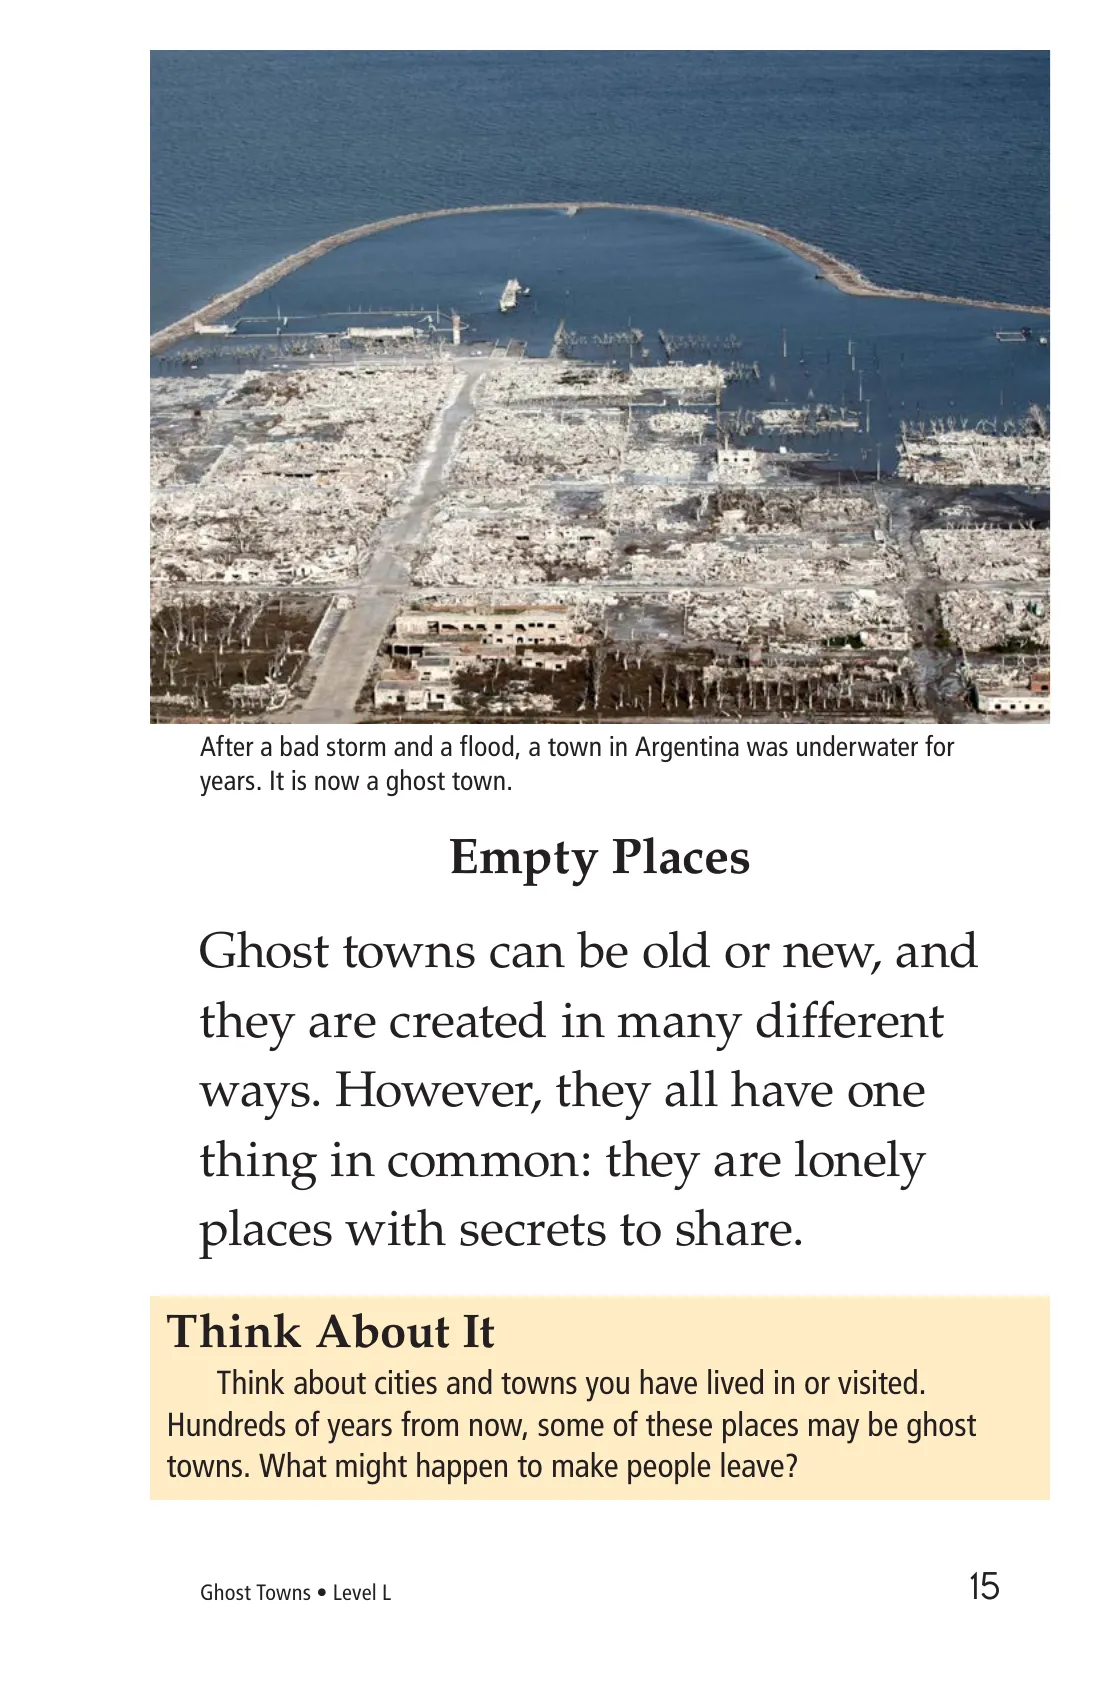 After a bad storm and a flood, a town in Argentina was underwater for
years. It is now a ghost town.
Empty Places
Ghost towns can be old or new, and
they are created in many different
ways. However, they all have one
thing in common: they are lonely
places with secrets to share.
Think About It
Think about cities and towns you have lived in or visited.
Hundreds of years from now, some of these places may be ghost
towns. What might happen to make people leave?
Ghost Towns • Level L
15